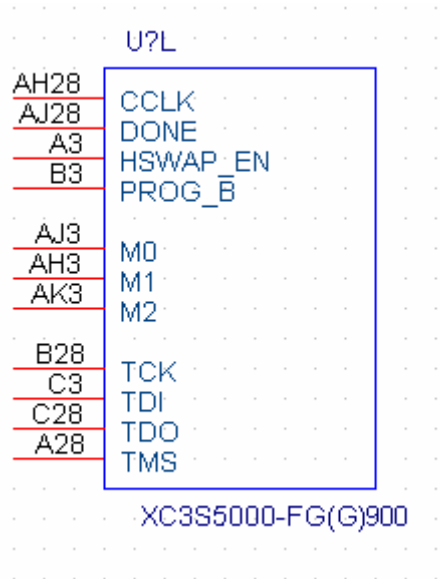 U?L
AH28 CCLK
AJ28 DONE
A3 HSWAP_EN
B3 PROG_B
AJ3 M0
AH3 M1
AK3 M2
B28 TCK
C3 TDI
C28 TDO
A28 TMS
XC3S5000-FG(G)900